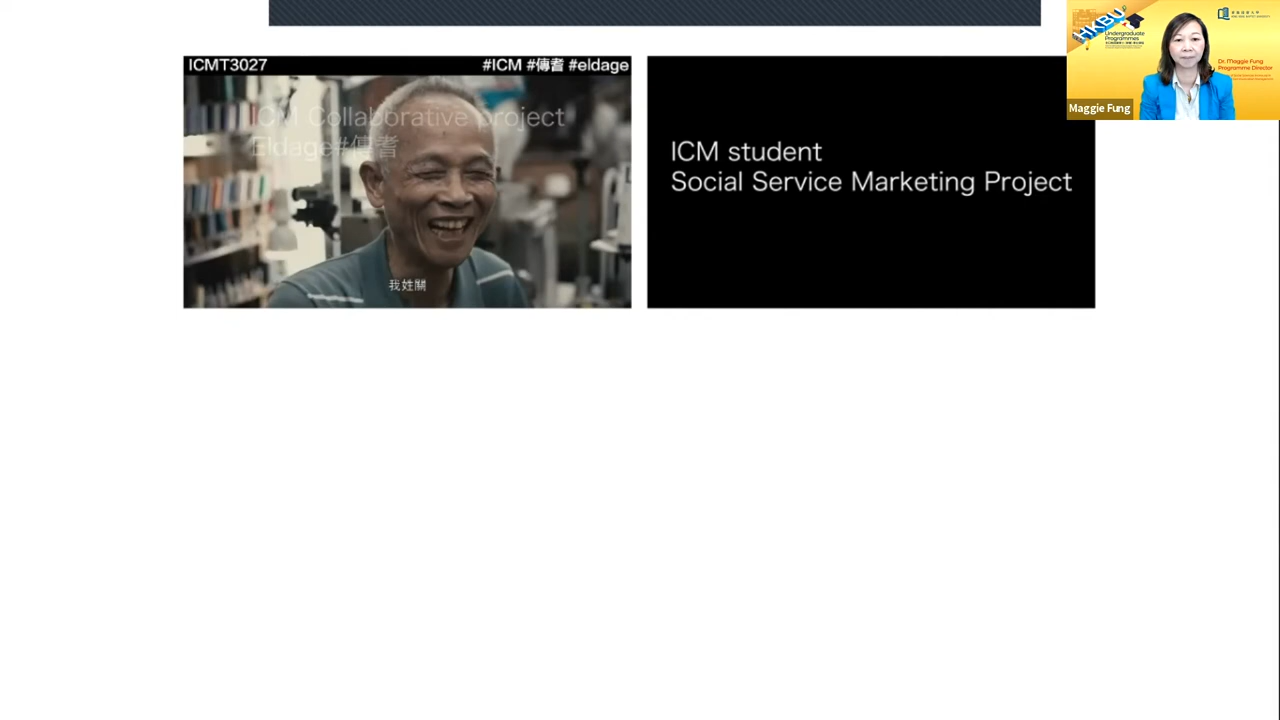 ICMT3027
#ICM #傳耆 #eldage
ICM Collaborative project
Eldage#傳耆
我姓關
ICM student
Social Service Marketing Project
HKBU
Undergraduate
Programmes
Dr. Maggie Fung
Programme Director
Maggie Fung